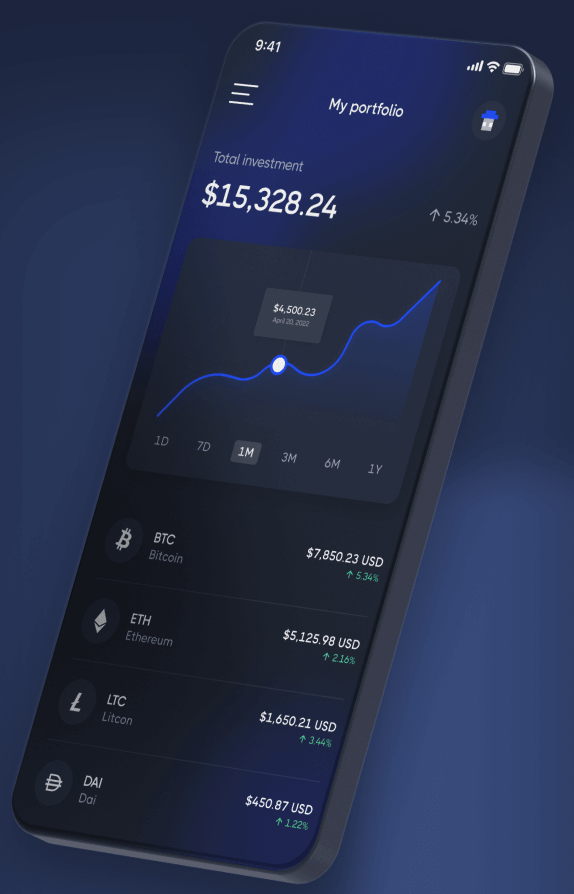 9:41
My portfolio
Total investment
$15,328.24
↑ 5.34%
$4,500.23
April 20, 2022
1D 7D 1M 3M 6M 1Y
BTC
Bitcoin
$7,850.23 USD
↑ 5.34%
ETH
Ethereum
$5,125.98 USD
↑ 2.16%
LTC
Litcon
$1,650.21 USD
↑ 3.44%
DAI
Dai
$450.87 USD
↑ 1.22%